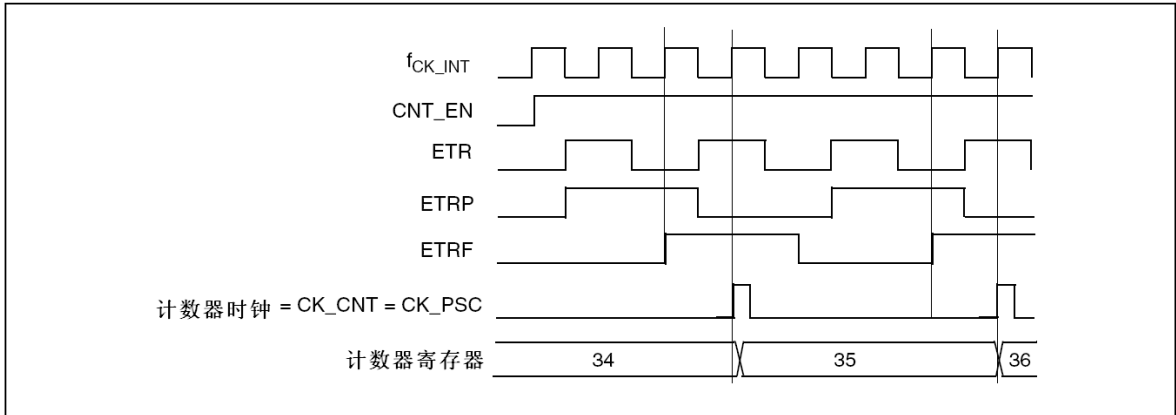 fCK_INT
CNT_EN
ETR
ETRP
ETRF
计数器时钟 = CK_CNT = CK_PSC
计数器寄存器 34 35 36